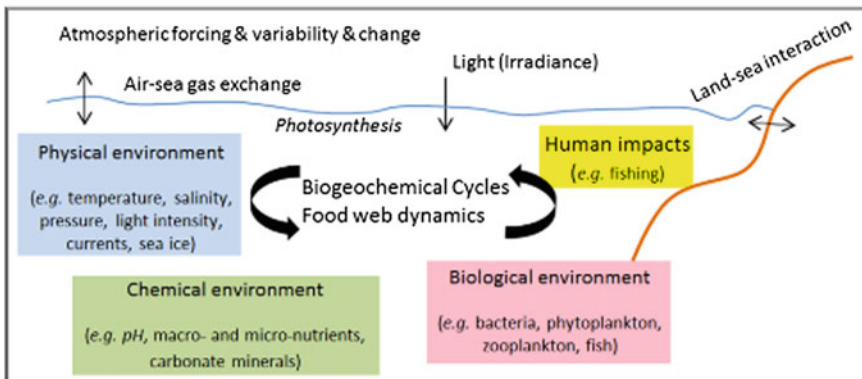 Atmospheric forcing & variability & change
Land-sea interaction
Light (Irradiance)
Air-sea gas exchange
Photosynthesis
Physical environment
(e.g. temperature, salinity,
pressure, light intensity,
currents, sea ice)
Human impacts
(e.g. fishing)
Biogeochemical Cycles
Food web dynamics
Chemical environment
(e.g. pH, macro- and micro-nutrients,
carbonate minerals)
Biological environment
(e.g. bacteria, phytoplankton,
zooplankton, fish)